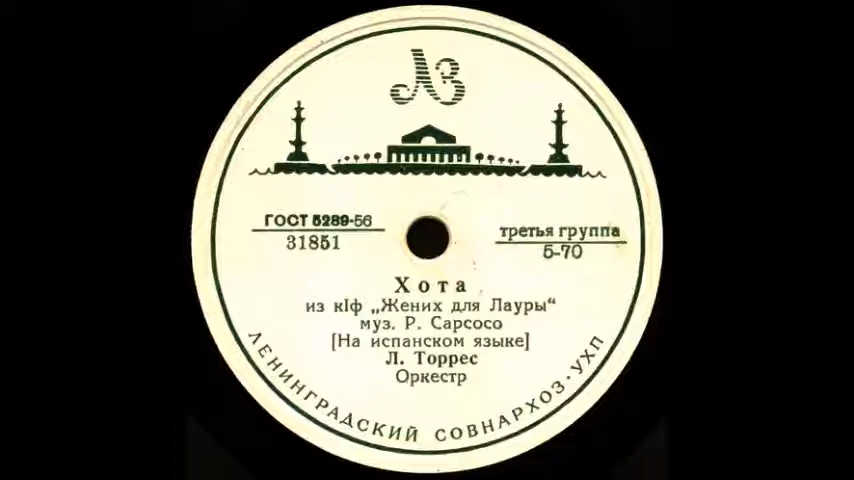 ЛЗ
ГОСТ 5289-56
31851
третья группа
5-70
Хота
из к/ф „Жених для Лауры“
муз. Р. Сарсосо
[На испанском языке]
Л. Торрес
Оркестр
ЛЕНИНГРАДСКИЙ СОВНАРХОЗ · УХП